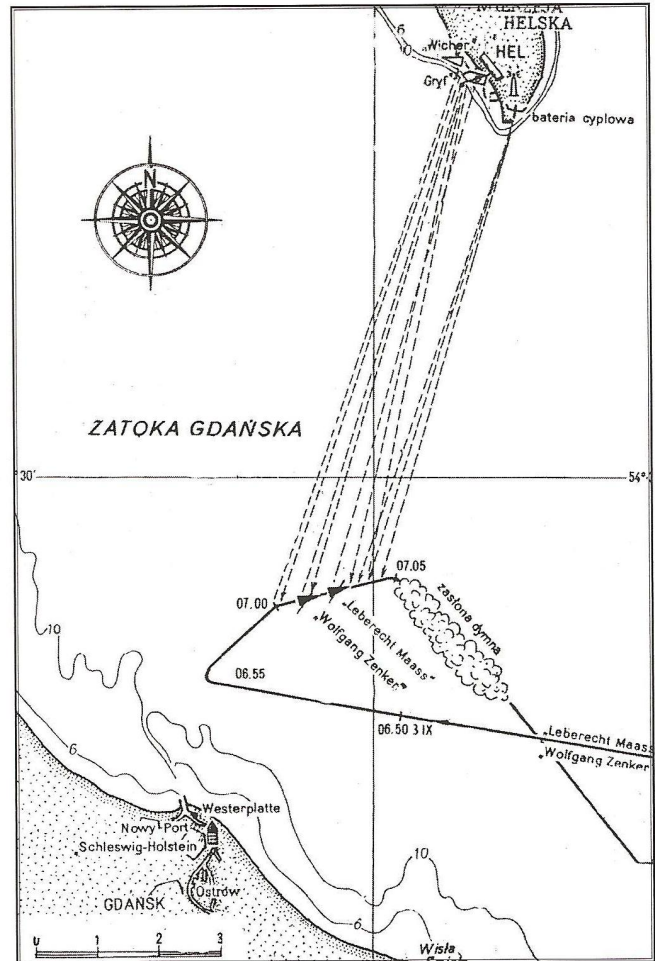 MIERZEJA
HELSKA
6
10
„Wicher”
HEL
Gryf
bateria cyplowa
N
ZATOKA GDAŃSKA
30'
54°
07.05
07.00
zasłona dymna
„Leberecht Maass”
„Wolfgang Zenker”
10
06.55
06.50 3 IX
„Leberecht Maass
„Wolfgang Zenker
6
Westerplatte
Nowy Port
„Schleswig-Holstein
Ostrów
GDAŃSK
10
6
0 1 2 3
Wisła